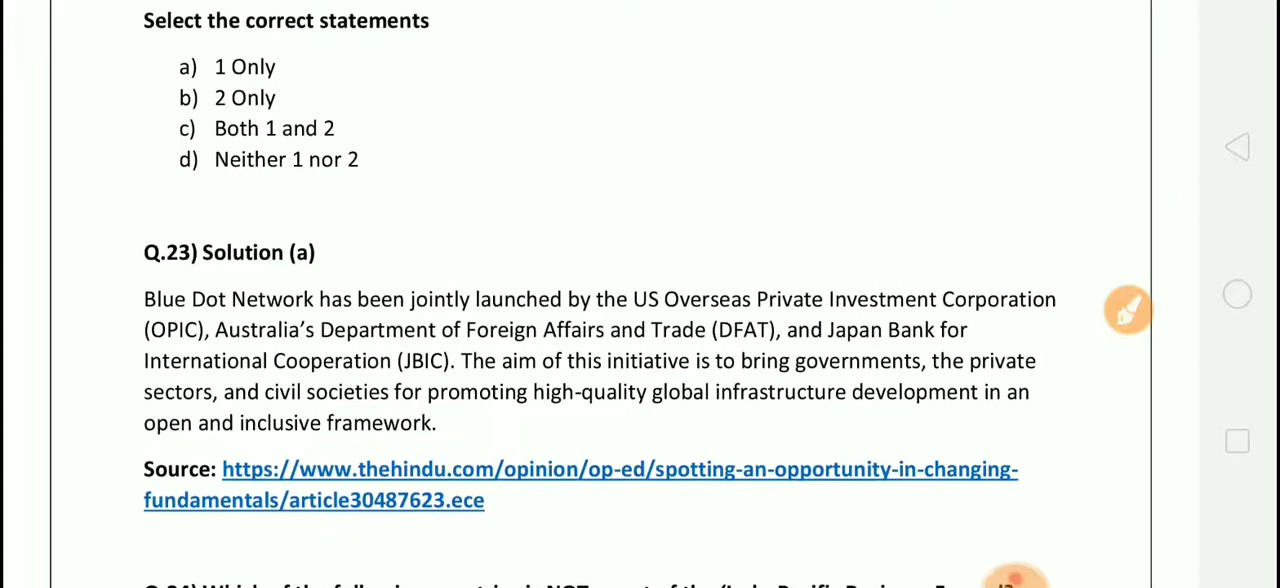 Select the correct statements
a) 1 Only
b) 2 Only
c) Both 1 and 2
d) Neither 1 nor 2
Q.23) Solution (a)
Blue Dot Network has been jointly launched by the US Overseas Private Investment Corporation
(OPIC), Australia’s Department of Foreign Affairs and Trade (DFAT), and Japan Bank for
International Cooperation (JBIC). The aim of this initiative is to bring governments, the private
sectors, and civil societies for promoting high-quality global infrastructure development in an
open and inclusive framework.
Source: https://www.thehindu.com/opinion/op-ed/spotting-an-opportunity-in-changing-
fundamentals/article30487623.ece